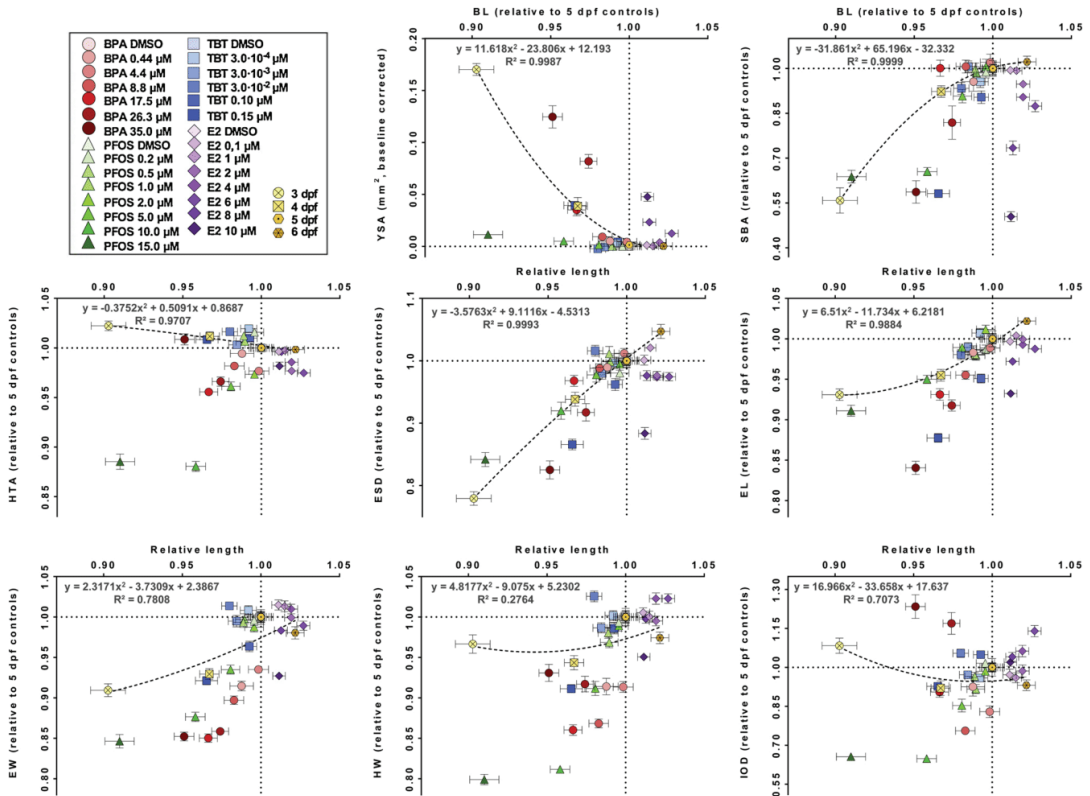 BPA DMSO
BPA 0.44 µM
BPA 4.4 µM
BPA 8.8 µM
BPA 17.5 µM
BPA 26.3 µM
BPA 35.0 µM
PFOS DMSO
PFOS 0.2 µM
PFOS 0.5 µM
PFOS 1.0 µM
PFOS 2.0 µM
PFOS 5.0 µM
PFOS 10.0 µM
PFOS 15.0 µM
TBT DMSO
TBT 3.0·10⁻⁴ µM
TBT 3.0·10⁻³ µM
TBT 3.0·10⁻² µM
TBT 0.10 µM
TBT 0.15 µM
E2 DMSO
E2 0,1 µM
E2 1 µM
E2 2 µM
E2 4 µM
E2 6 µM
E2 8 µM
E2 10 µM
3 dpf
4 dpf
5 dpf
6 dpf
BL (relative to 5 dpf controls)
0.90 0.95 1.00 1.05
y = 11.618x² - 23.806x + 12.193
R² = 0.9987
YSA (mm², baseline corrected)
0.20
0.15
0.10
0.05
0.00
BL (relative to 5 dpf controls)
0.90 0.95 1.00 1.05
y = -31.861x² + 65.196x - 32.332
R² = 0.9999
SBA (relative to 5 dpf controls)
1.00
0.85
0.70
0.55
0.40
Relative length
0.90 0.95 1.00 1.05
y = -0.3752x² + 0.5091x + 0.8687
R² = 0.9707
HTA (relative to 5 dpf controls)
1.05
1.00
0.95
0.90
0.85
Relative length
0.90 0.95 1.00 1.05
y = -3.5763x² + 9.1116x - 4.5313
R² = 0.9993
ESD (relative to 5 dpf controls)
1.1
1.0
0.9
0.8
Relative length
0.90 0.95 1.00 1.05
y = 6.51x² - 11.734x + 6.2181
R² = 0.9884
EL (relative to 5 dpf controls)
1.05
1.00
0.95
0.90
0.85
0.80
Relative length
0.90 0.95 1.00 1.05
y = 2.3171x² - 3.7309x + 2.3867
R² = 0.7808
EW (relative to 5 dpf controls)
1.05
1.00
0.95
0.90
0.85
0.80
Relative length
0.90 0.95 1.00 1.05
y = 4.8177x² - 9.075x + 5.2302
R² = 0.2764
HW (relative to 5 dpf controls)
1.05
1.00
0.95
0.90
0.85
0.80
Relative length
0.90 0.95 1.00 1.05
y = 16.966x² - 33.658x + 17.637
R² = 0.7073
IOD (relative to 5 dpf controls)
1.35
1.25
1.15
1.00
0.85
0.70
0.55